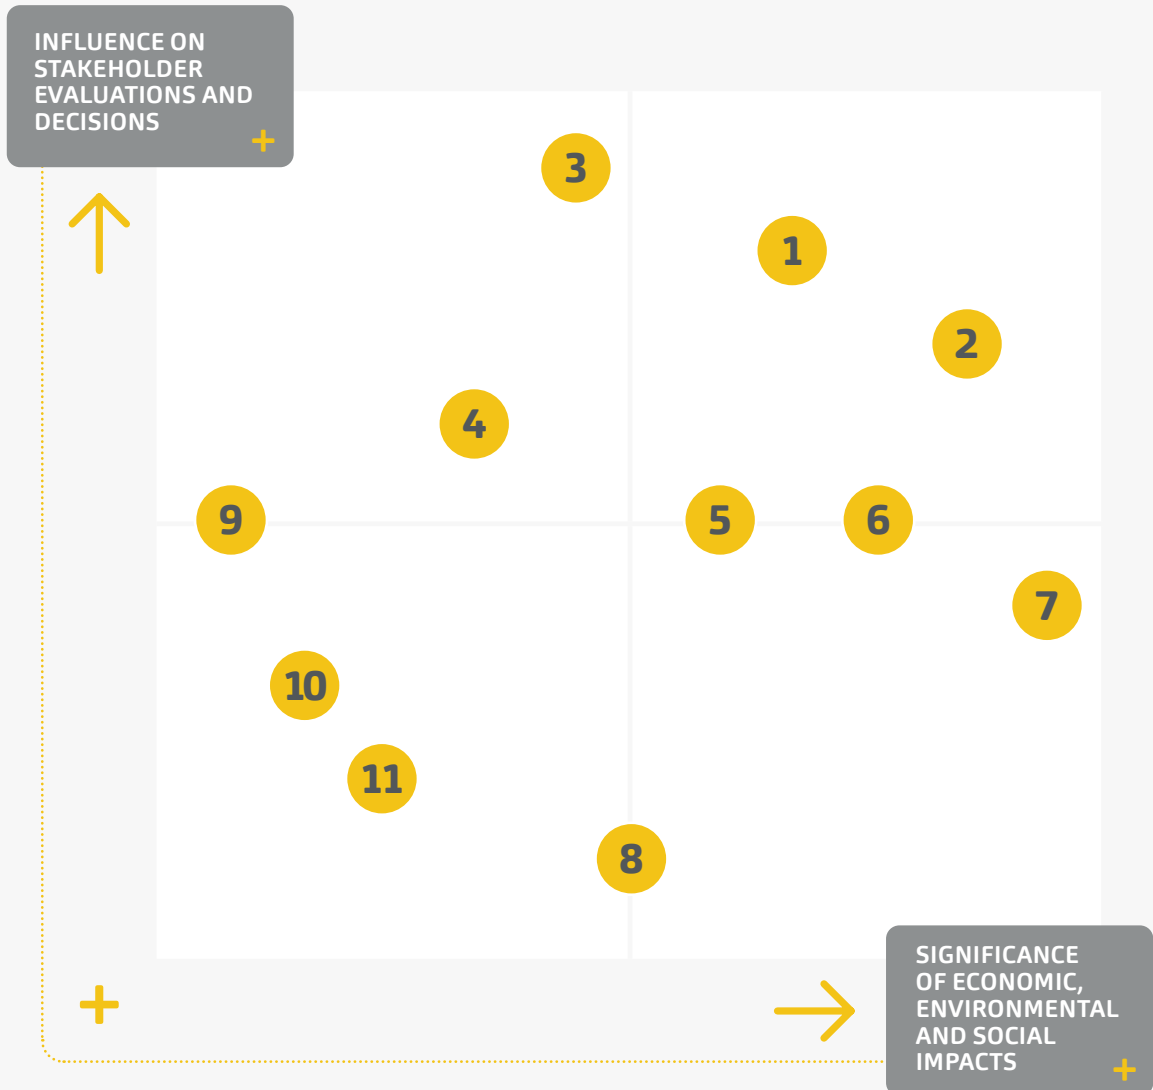 INFLUENCE ON
STAKEHOLDER
EVALUATIONS AND
DECISIONS
+
3
1
2
4
9
5
6
7
10
11
8
+
SIGNIFICANCE
OF ECONOMIC,
ENVIRONMENTAL
AND SOCIAL
IMPACTS
+